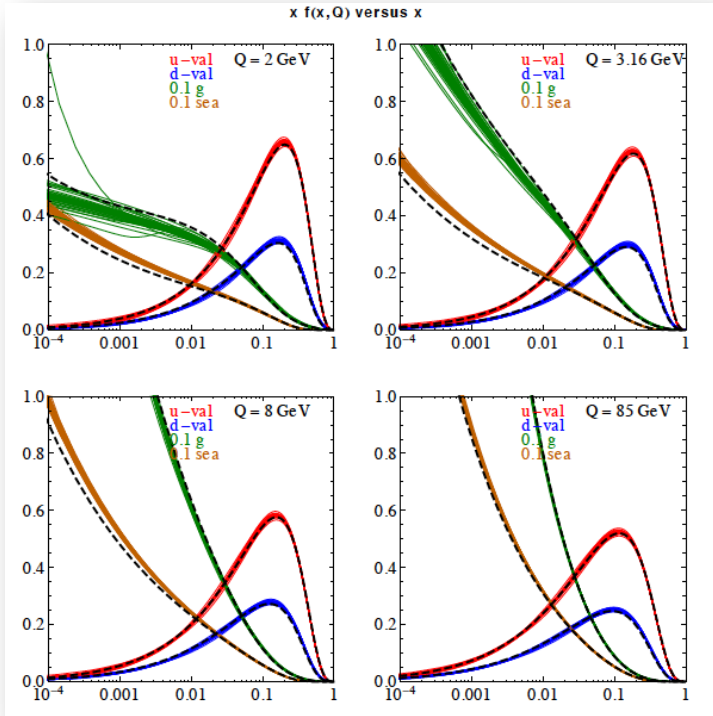 x f(x,Q) versus x
u-val Q = 2 GeV
d-val
0.1 g
0.1 sea
1.0
0.8
0.6
0.4
0.2
0.0
10⁻⁴ 0.001 0.01 0.1 1
u-val Q = 3.16 GeV
d-val
0.1 g
0.1 sea
1.0
0.8
0.6
0.4
0.2
0.0
10⁻⁴ 0.001 0.01 0.1 1
u-val Q = 8 GeV
d-val
0.1 g
0.1 sea
1.0
0.8
0.6
0.4
0.2
0.0
10⁻⁴ 0.001 0.01 0.1 1
u-val Q = 85 GeV
d-val
0.1 g
0.1 sea
1.0
0.8
0.6
0.4
0.2
0.0
10⁻⁴ 0.001 0.01 0.1 1